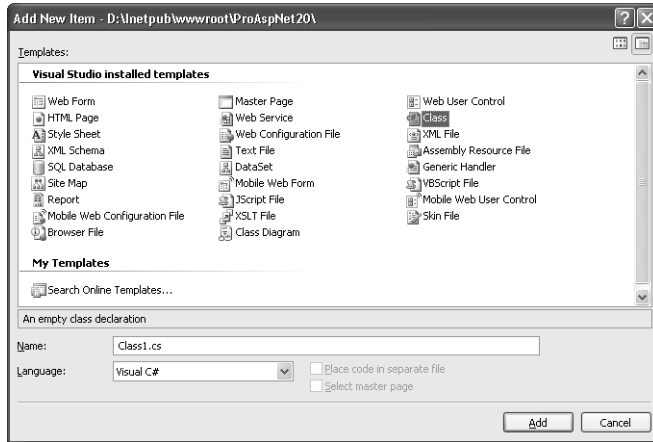 Add New Item - D:\Inetpub\wwwroot\ProAspNet20\
Templates:
Visual Studio installed templates
Web Form Master Page Web User Control
HTML Page Web Service Class
Style Sheet Web Configuration File XML File
XML Schema Text File Assembly Resource File
SQL Database DataSet Generic Handler
Site Map Mobile Web Form VBScript File
Report JScript File Mobile Web User Control
Mobile Web Configuration File XSLT File Skin File
Browser File Class Diagram
My Templates
Search Online Templates...
An empty class declaration
Name: Class1.cs
Language: Visual C# Place code in separate file
Select master page
Add Cancel